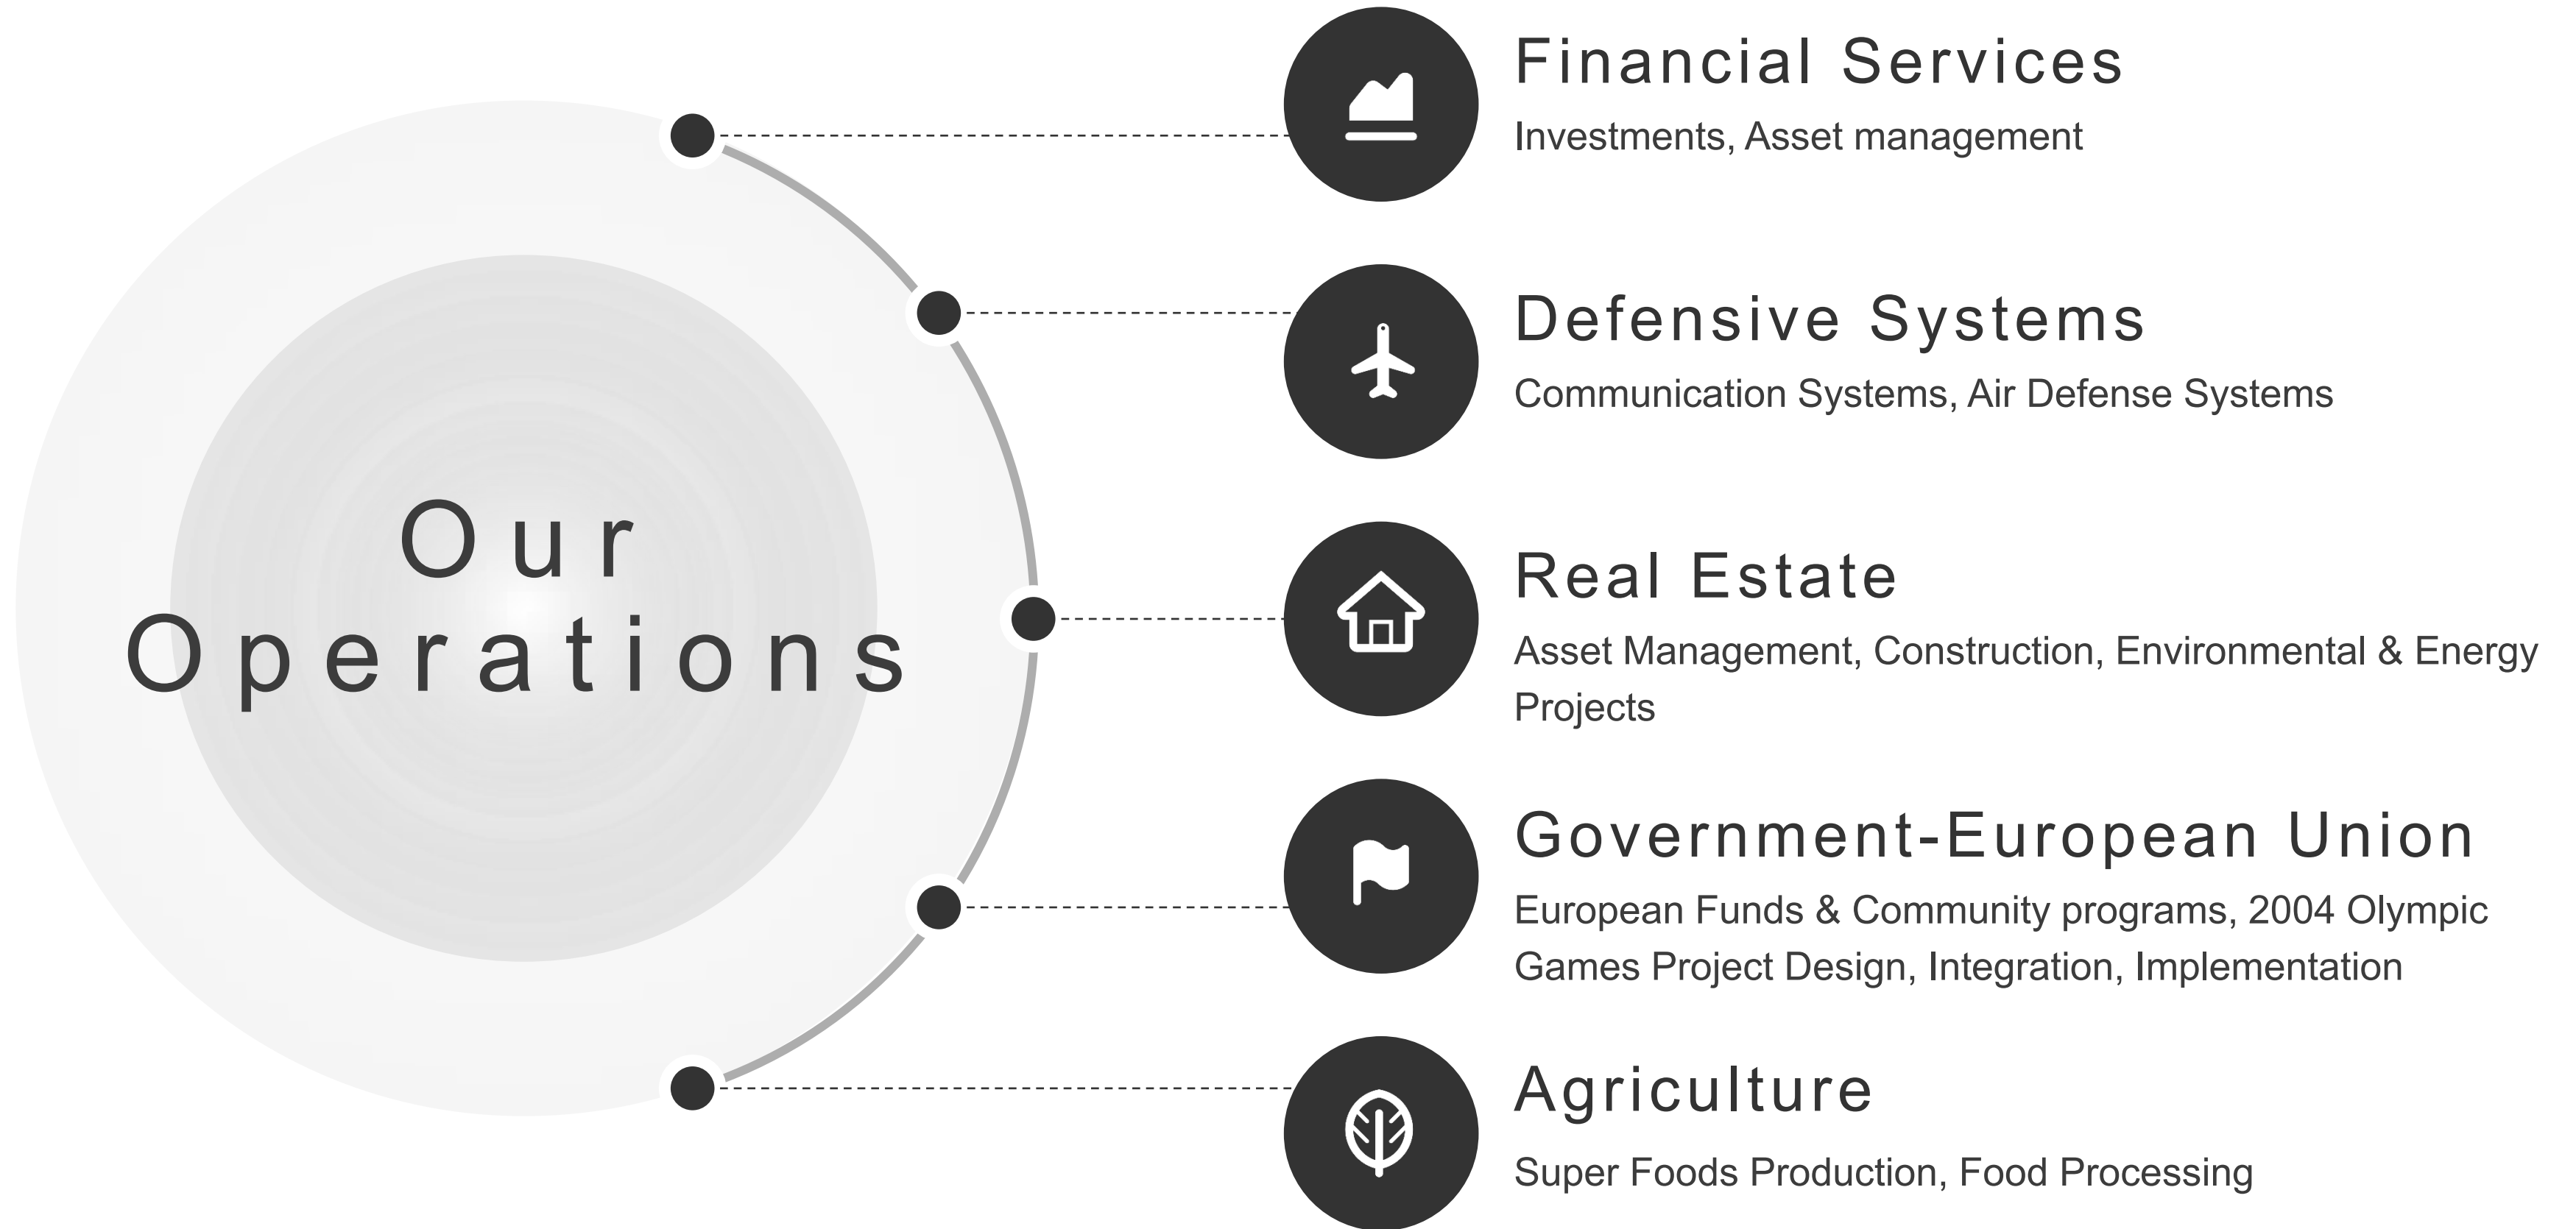 Our
Operations
Financial Services
Investments, Asset management
Defensive Systems
Communication Systems, Air Defense Systems
Real Estate
Asset Management, Construction, Environmental & Energy
Projects
Government-European Union
European Funds & Community programs, 2004 Olympic
Games Project Design, Integration, Implementation
Agriculture
Super Foods Production, Food Processing